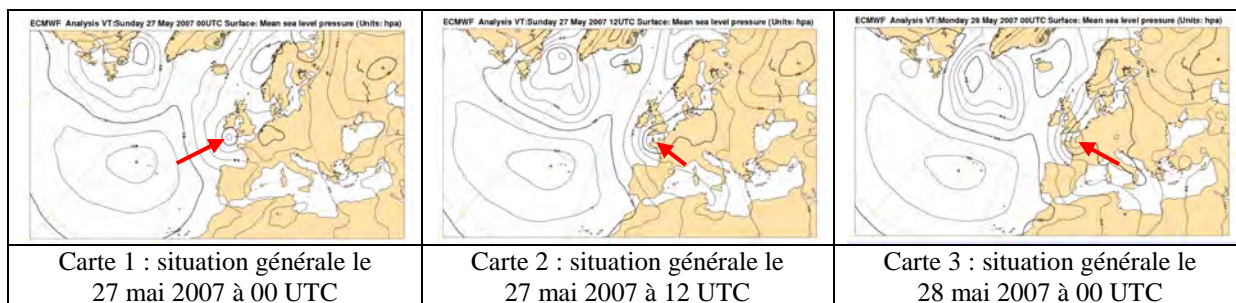 ECMWF Analysis VT:Sunday 27 May 2007 00UTC Surface: Mean sea level pressure (Units: hpa)
ECMWF Analysis VT:Sunday 27 May 2007 12UTC Surface: Mean sea level pressure (Units: hpa)
ECMWF Analysis VT:Monday 28 May 2007 00UTC Surface: Mean sea level pressure (Units: hpa)
Carte 1 : situation générale le
27 mai 2007 à 00 UTC
Carte 2 : situation générale le
27 mai 2007 à 12 UTC
Carte 3 : situation générale le
28 mai 2007 à 00 UTC